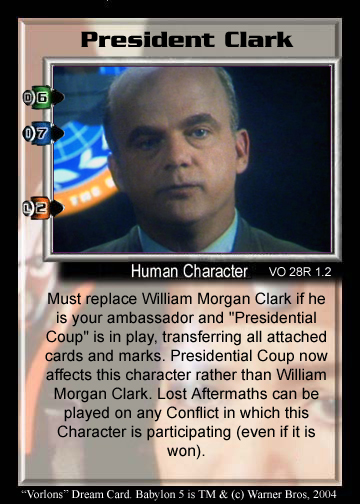 President Clark
D 6
I 7
L 2
THE
Human Character VO 28R 1.2
Must replace William Morgan Clark if he
is your ambassador and "Presidential
Coup" is in play, transferring all attached
cards and marks. Presidential Coup now
affects this character rather than William
Morgan Clark. Lost Aftermaths can be
played on any Conflict in which this
Character is participating (even if it is
won).
“Vorlons” Dream Card. Babylon 5 is TM & (c) Warner Bros, 2004